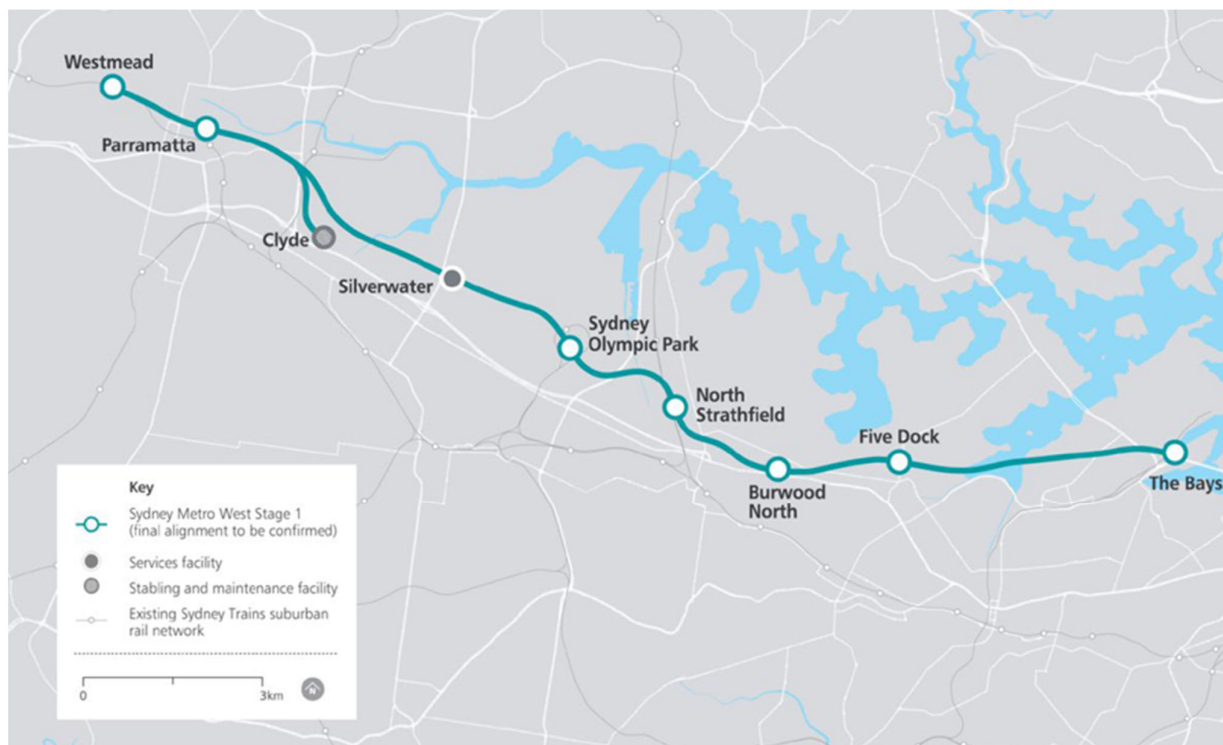 Westmead
Parramatta
Clyde
Silverwater
Sydney
Olympic Park
North
Strathfield
Five Dock
Burwood
North
The Bays
Key
Sydney Metro West Stage 1
(final alignment to be confirmed)
Services facility
Stabling and maintenance facility
Existing Sydney Trains suburban
rail network
0 3km N